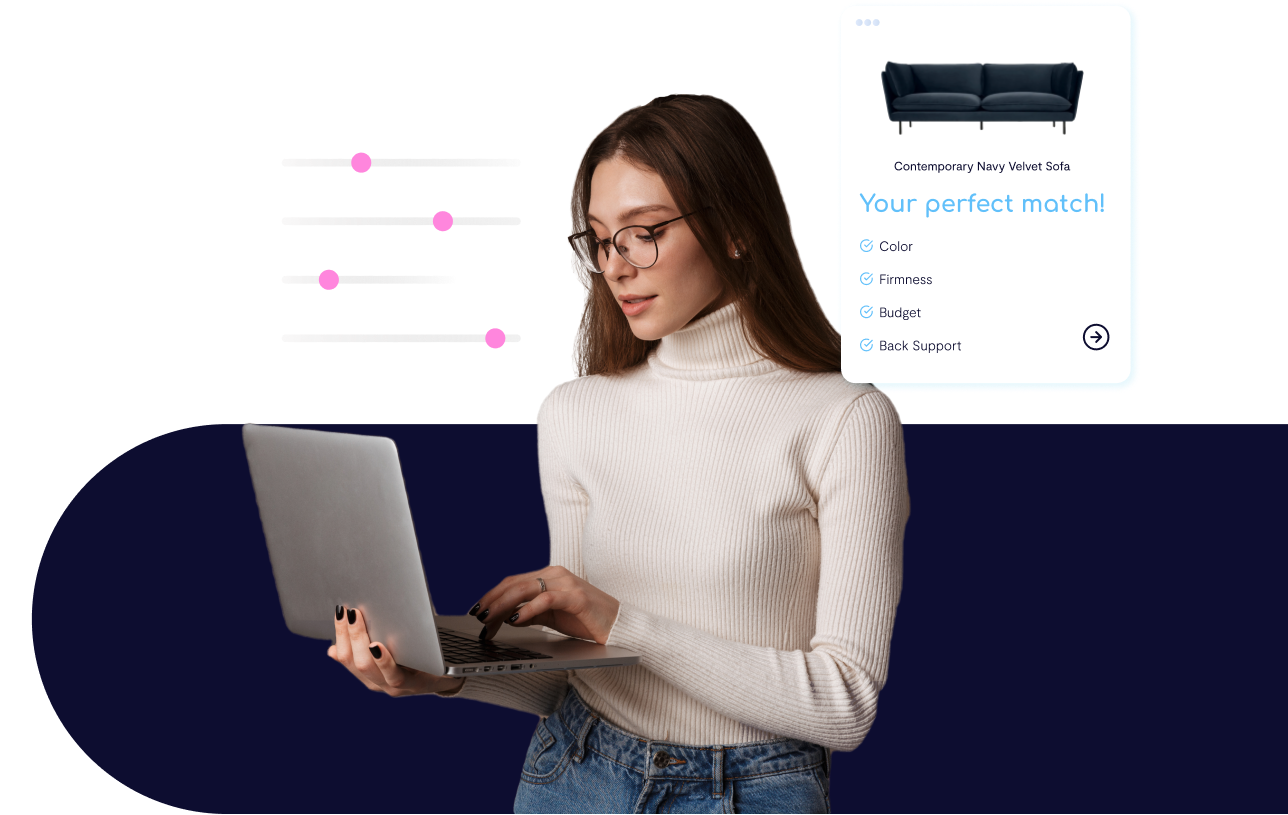 Contemporary Navy Velvet Sofa
Your perfect match!
Color
Firmness
Budget
Back Support